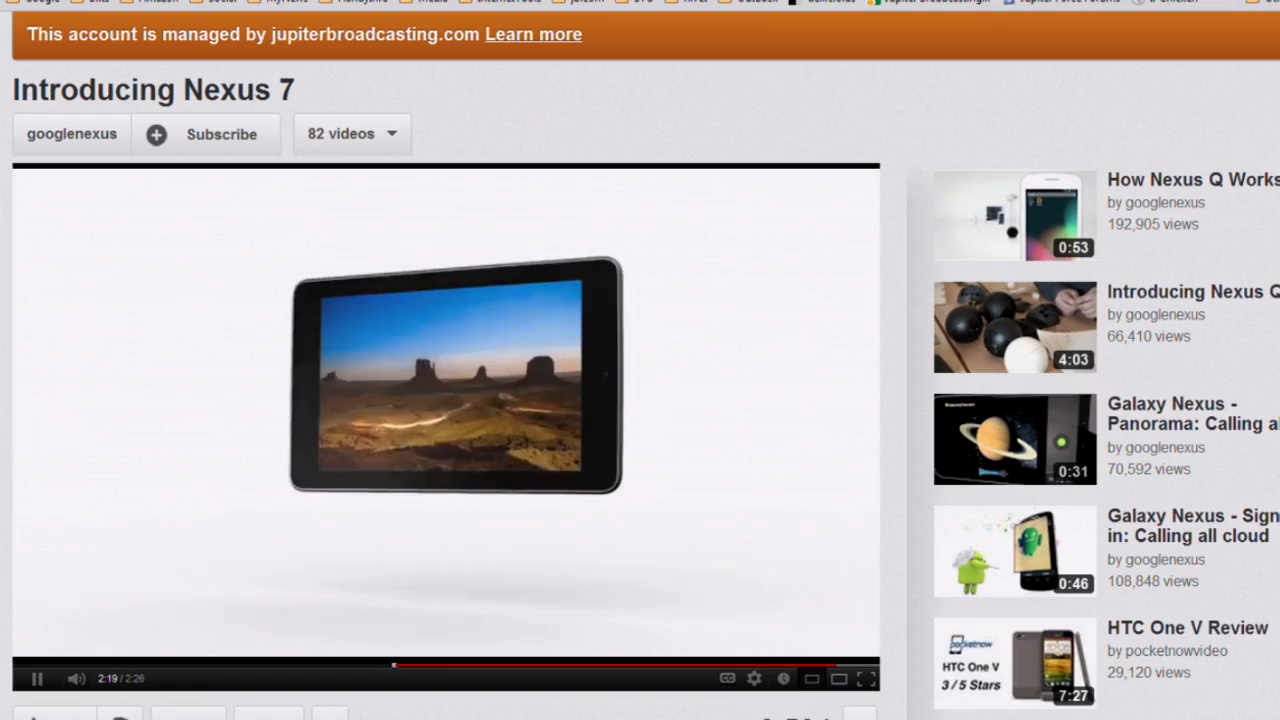 This account is managed by jupiterbroadcasting.com Learn more
Introducing Nexus 7
googlenexus
Subscribe
82 videos
How Nexus Q Works
by googlenexus
192,905 views
0:53
Introducing Nexus Q
by googlenexus
66,410 views
4:03
Galaxy Nexus -
Panorama: Calling al
by googlenexus
70,592 views
0:31
Galaxy Nexus - Sign
in: Calling all cloud
by googlenexus
108,848 views
0:46
HTC One V Review
by pocketnowvideo
29,120 views
pocketnow
HTC One V
3 / 5 Stars
7:27
2:19 / 2:26
CC